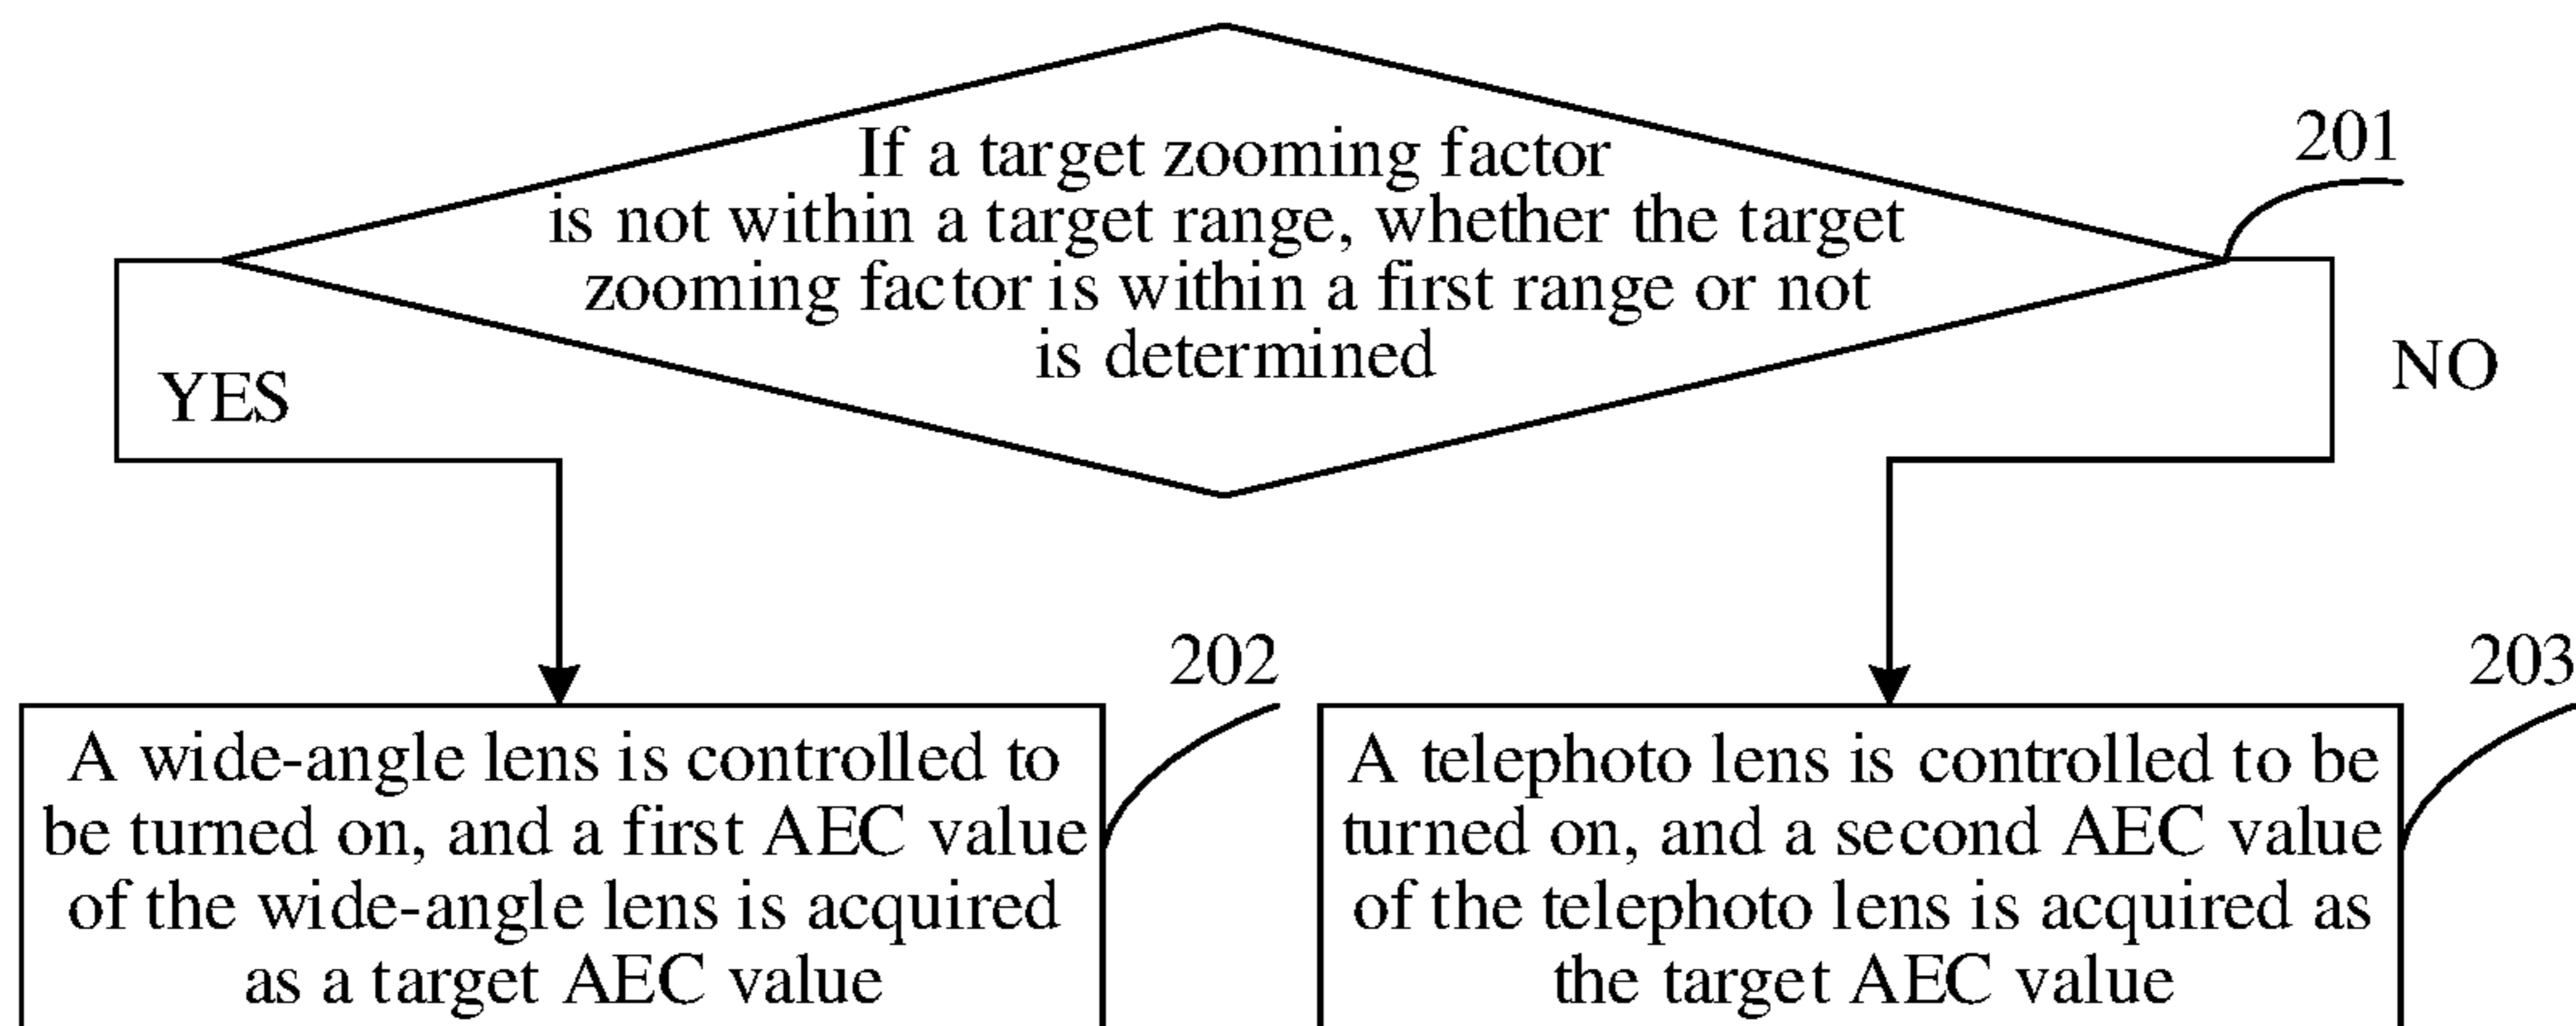 If a target zooming factor
is not within a target range, whether the target
zooming factor is within a first range or not
is determined
201
YES
NO
202
203
A wide-angle lens is controlled to
be turned on, and a first AEC value
of the wide-angle lens is acquired
as a target AEC value
A telephoto lens is controlled to be
turned on, and a second AEC value
of the telephoto lens is acquired as
the target AEC value